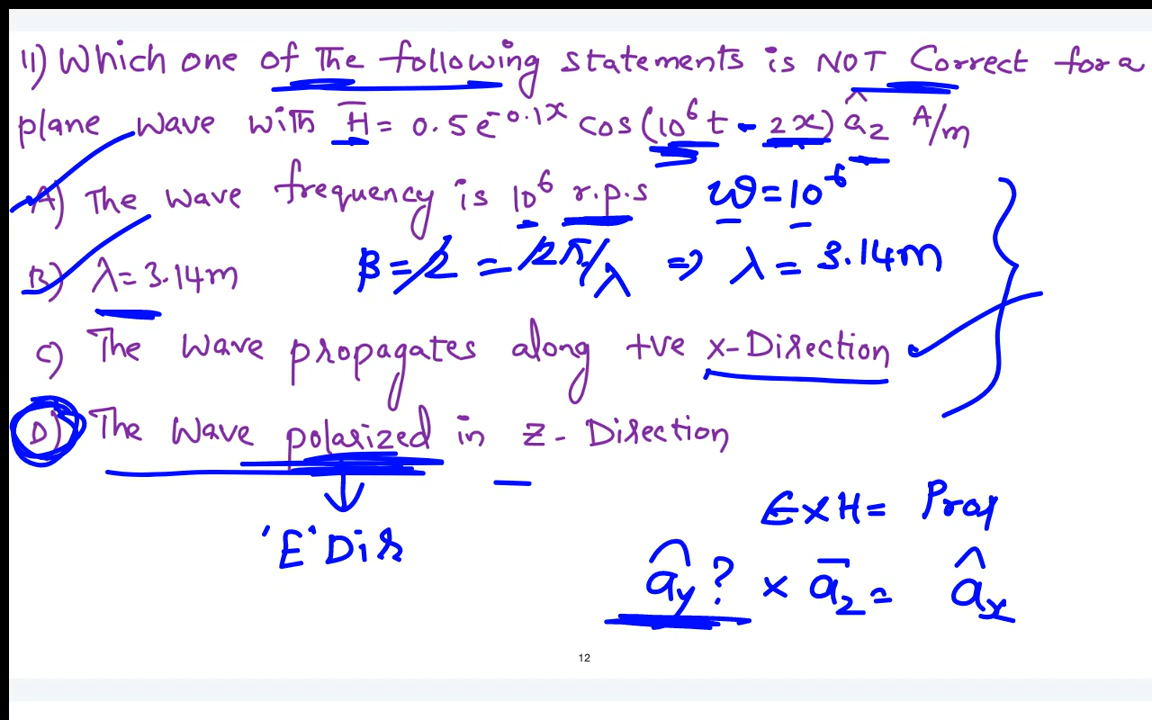 11) Which one of the following statements is NOT Correct for a
plane wave with H̅ = 0.5 e^-0.1x cos(10^6 t - 2x) â_z A/m
A) The wave frequency is 10^6 r.p.s ω = 10^6
B) λ = 3.14m β = 2 = 2π/λ ⇒ λ = 3.14m
C) The wave propagates along +ve x-Direction
D) The wave polarized in z - Direction
E×H = Prop
'E' Dir
â_y ? × a̅_z = â_x
12